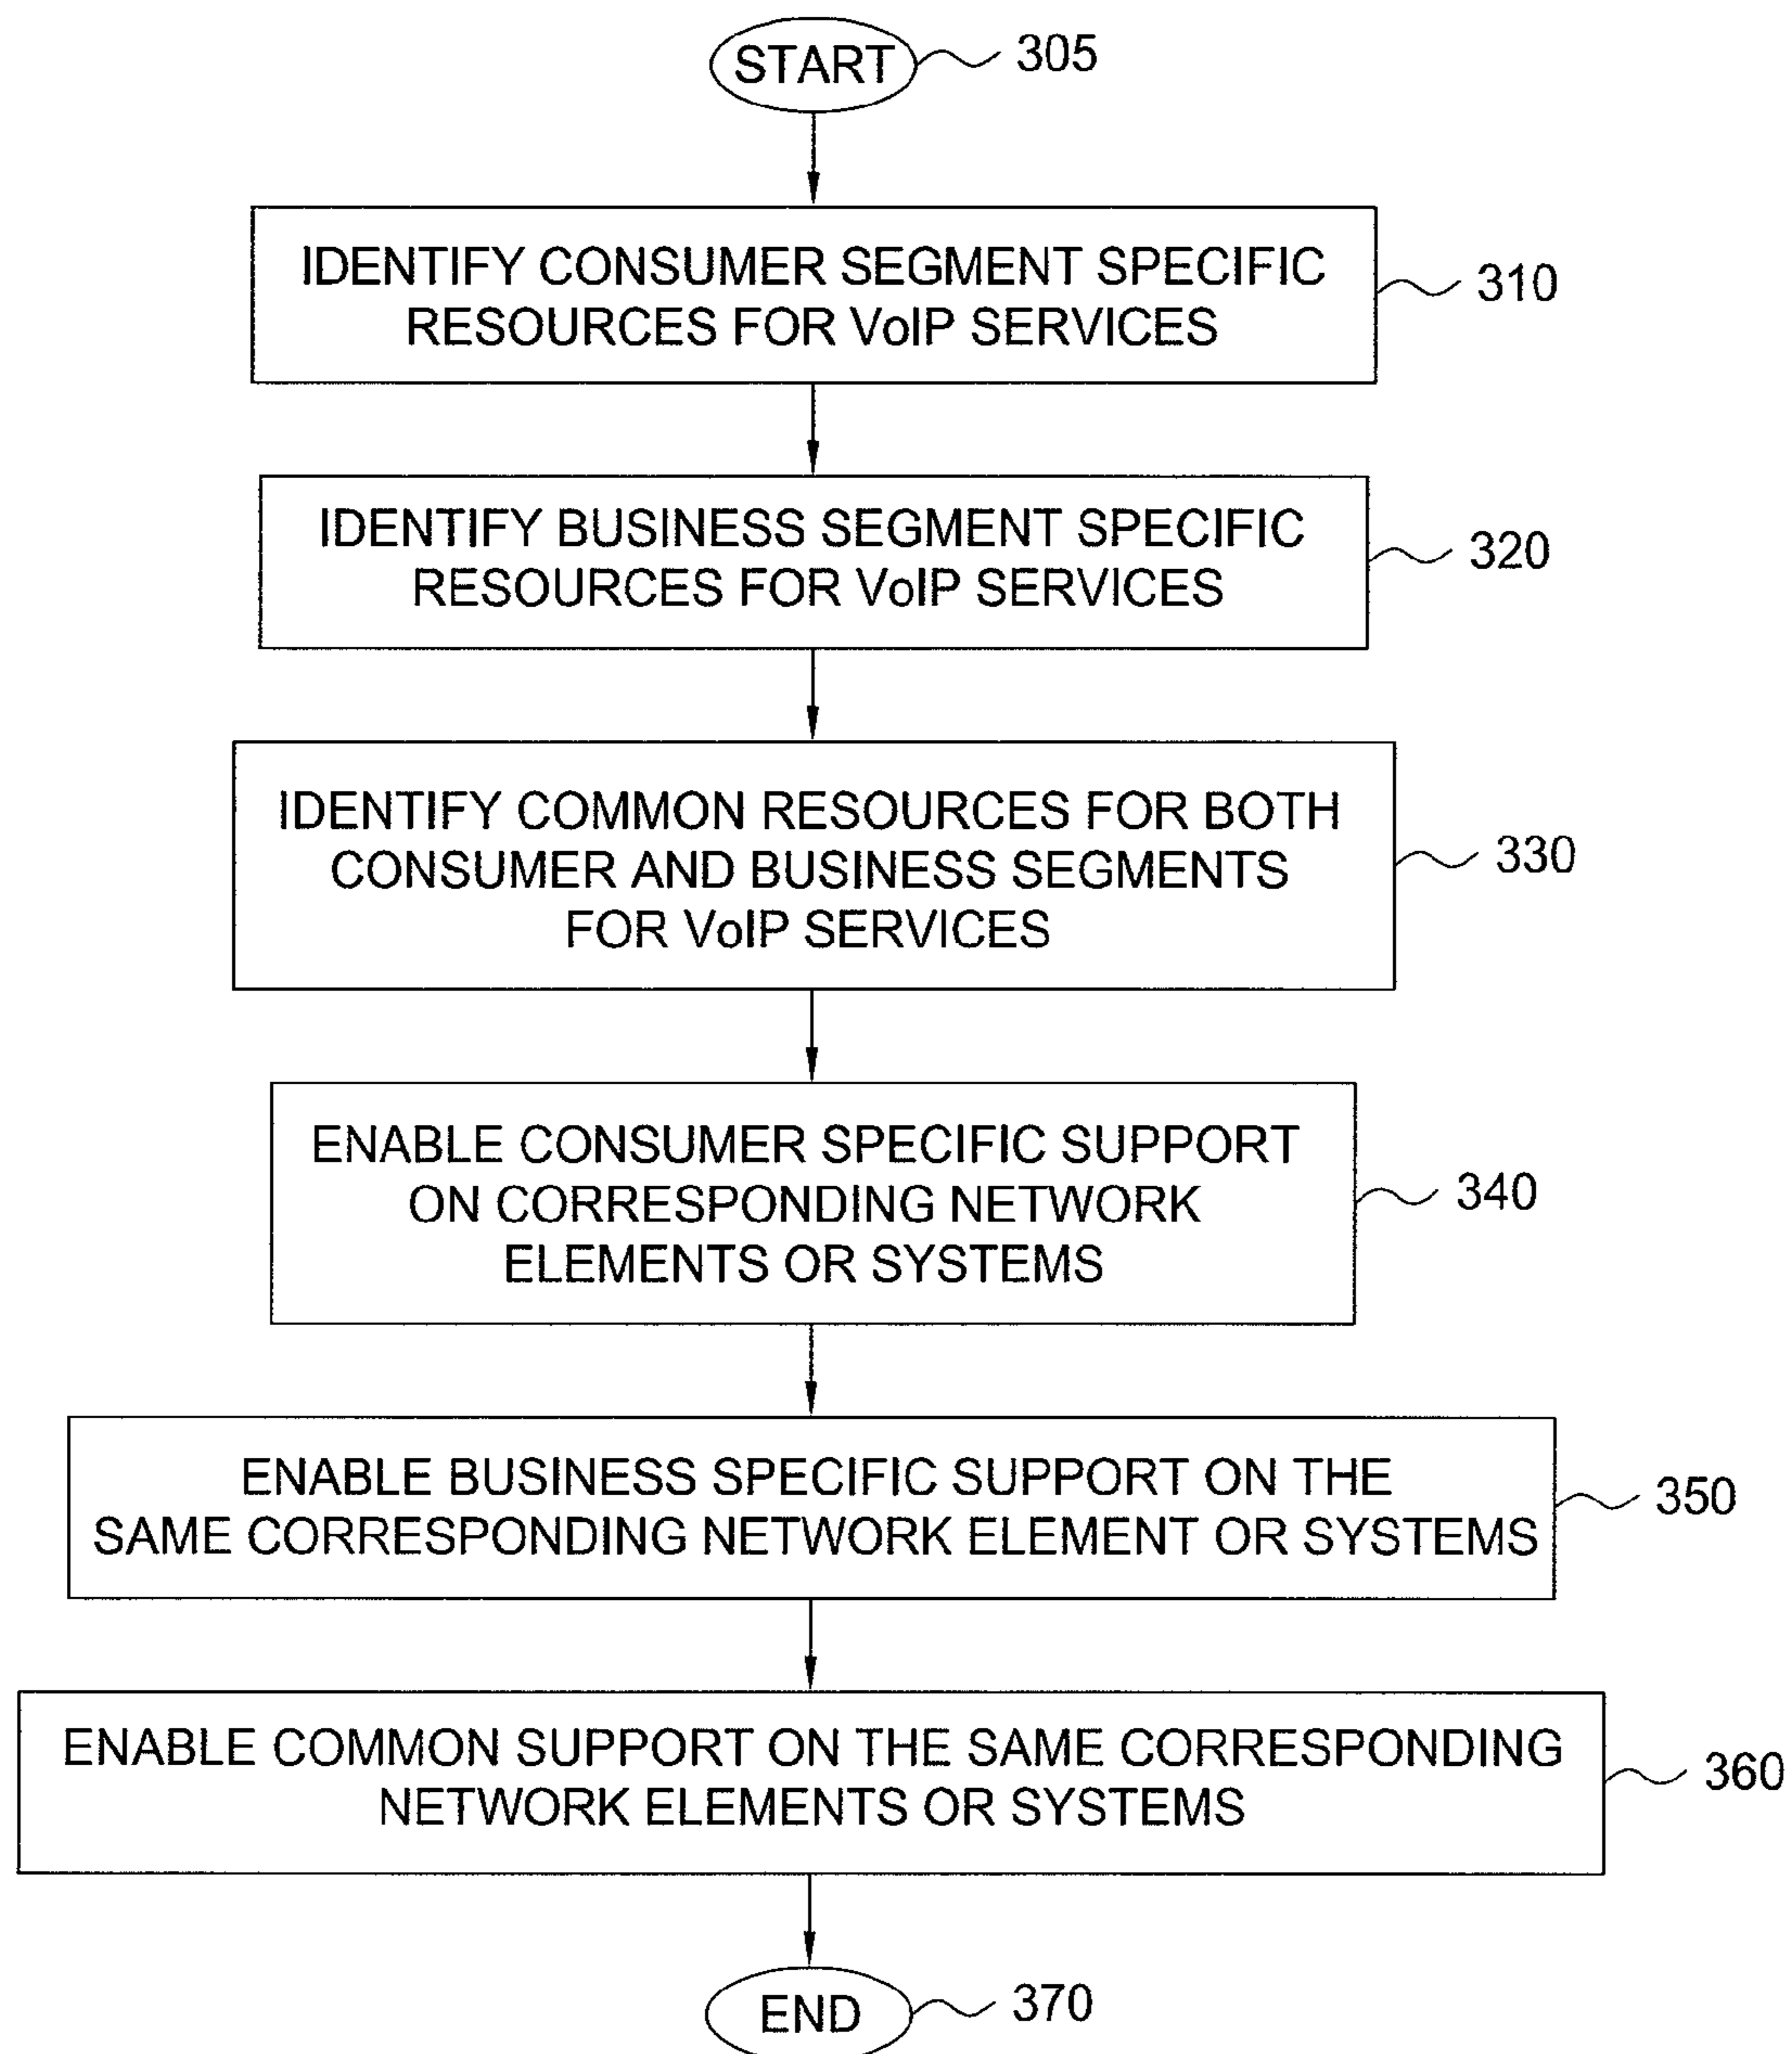 START
305
IDENTIFY CONSUMER SEGMENT SPECIFIC
RESOURCES FOR VoIP SERVICES
310
IDENTIFY BUSINESS SEGMENT SPECIFIC
RESOURCES FOR VoIP SERVICES
320
IDENTIFY COMMON RESOURCES FOR BOTH
CONSUMER AND BUSINESS SEGMENTS
FOR VoIP SERVICES
330
ENABLE CONSUMER SPECIFIC SUPPORT
ON CORRESPONDING NETWORK
ELEMENTS OR SYSTEMS
340
ENABLE BUSINESS SPECIFIC SUPPORT ON THE
SAME CORRESPONDING NETWORK ELEMENT OR SYSTEMS
350
ENABLE COMMON SUPPORT ON THE SAME CORRESPONDING
NETWORK ELEMENTS OR SYSTEMS
360
END
370